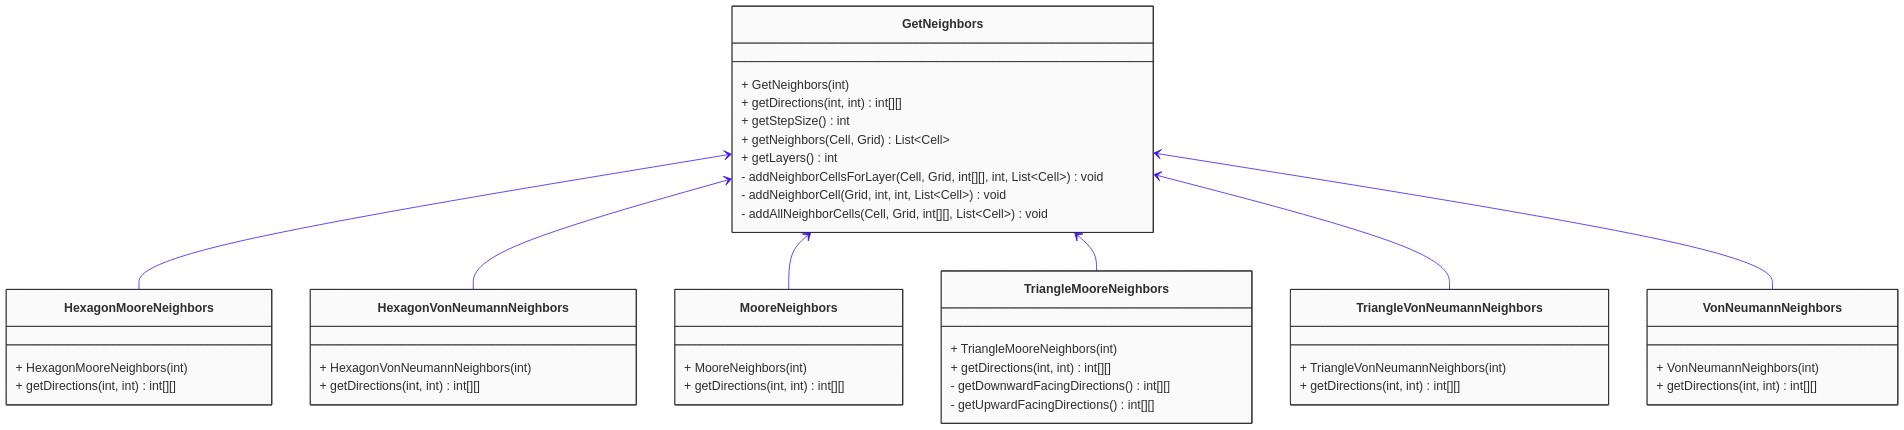 GetNeighbors
+ GetNeighbors(int)
+ getDirections(int, int) : int[][]
+ getStepSize() : int
+ getNeighbors(Cell, Grid) : List<Cell>
+ getLayers() : int
- addNeighborCellsForLayer(Cell, Grid, int[][], int, List<Cell>) : void
- addNeighborCell(Grid, int, int, List<Cell>) : void
- addAllNeighborCells(Cell, Grid, int[][], List<Cell>) : void
HexagonMooreNeighbors
+ HexagonMooreNeighbors(int)
+ getDirections(int, int) : int[][]
HexagonVonNeumannNeighbors
+ HexagonVonNeumannNeighbors(int)
+ getDirections(int, int) : int[][]
MooreNeighbors
+ MooreNeighbors(int)
+ getDirections(int, int) : int[][]
TriangleMooreNeighbors
+ TriangleMooreNeighbors(int)
+ getDirections(int, int) : int[][]
- getDownwardFacingDirections() : int[][]
- getUpwardFacingDirections() : int[][]
TriangleVonNeumannNeighbors
+ TriangleVonNeumannNeighbors(int)
+ getDirections(int, int) : int[][]
VonNeumannNeighbors
+ VonNeumannNeighbors(int)
+ getDirections(int, int) : int[][]